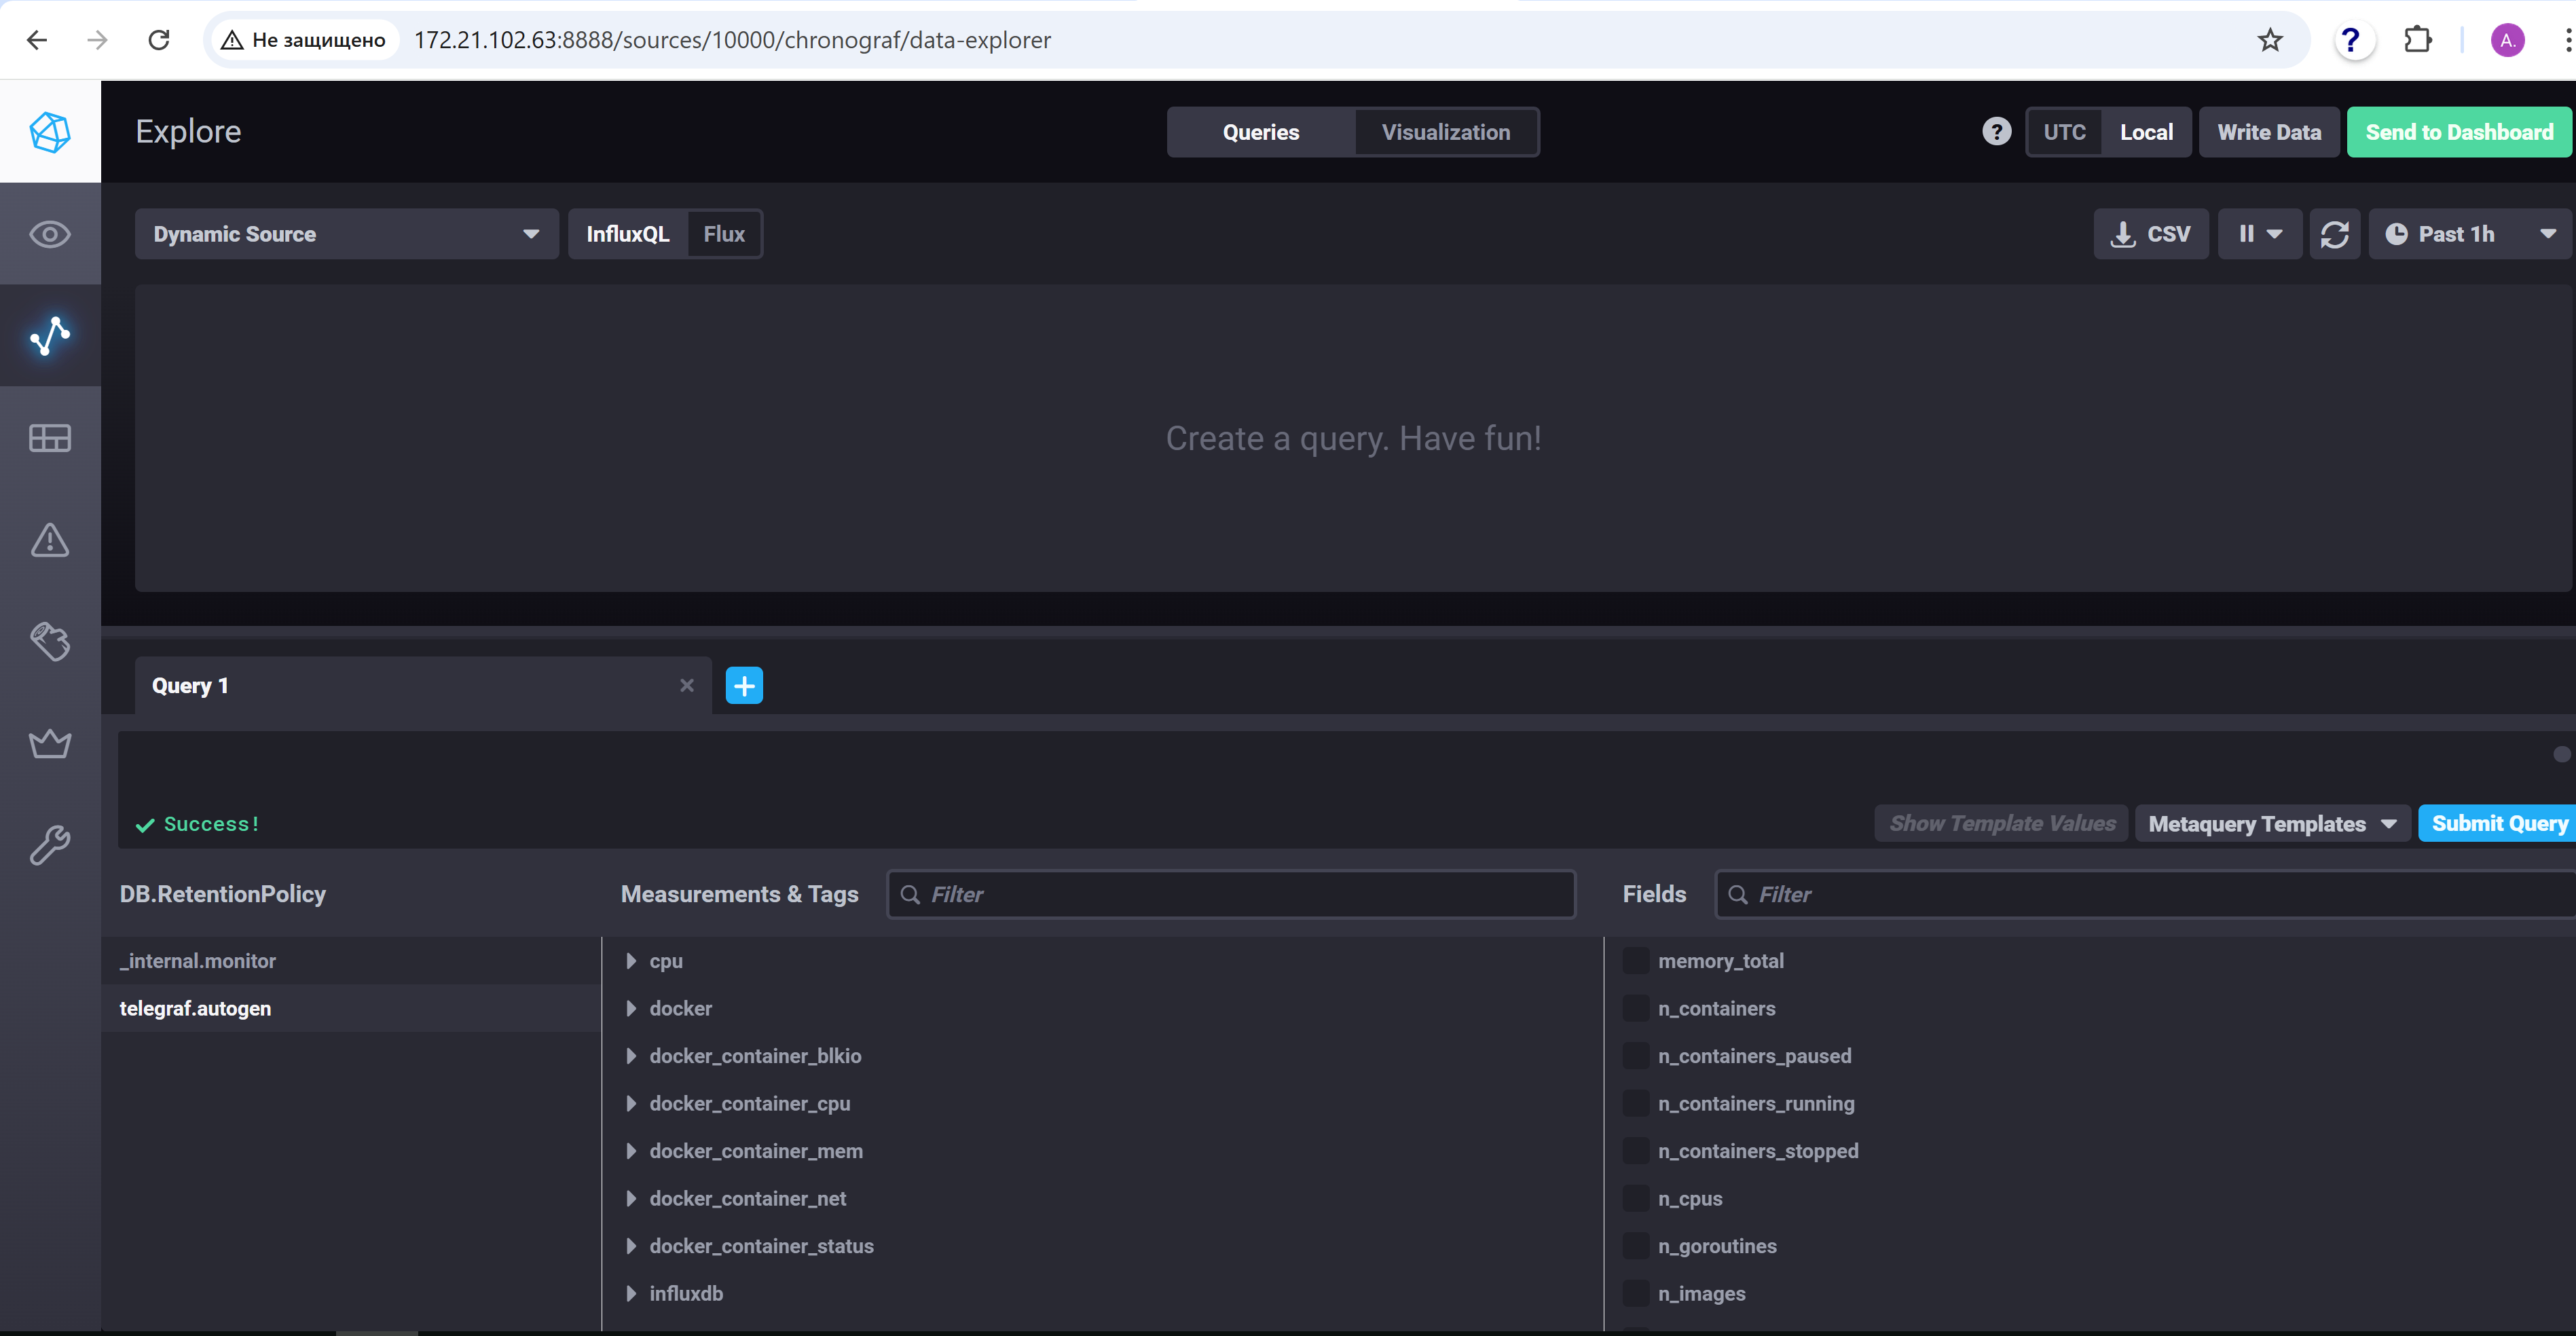 Не защищено 172.21.102.63:8888/sources/10000/chronograf/data-explorer ? A.
Explore Queries Visualization ? UTC Local Write Data Send to Dashboard
Dynamic Source InfluxQL Flux CSV Past 1h
Create a query. Have fun!
Query 1
Success! Show Template Values Metaquery Templates Submit Query
DB.RetentionPolicy Measurements & Tags Filter Fields Filter
_internal.monitor cpu memory_total
telegraf.autogen docker n_containers
docker_container_blkio n_containers_paused
docker_container_cpu n_containers_running
docker_container_mem n_containers_stopped
docker_container_net n_cpus
docker_container_status n_goroutines
influxdb n_images